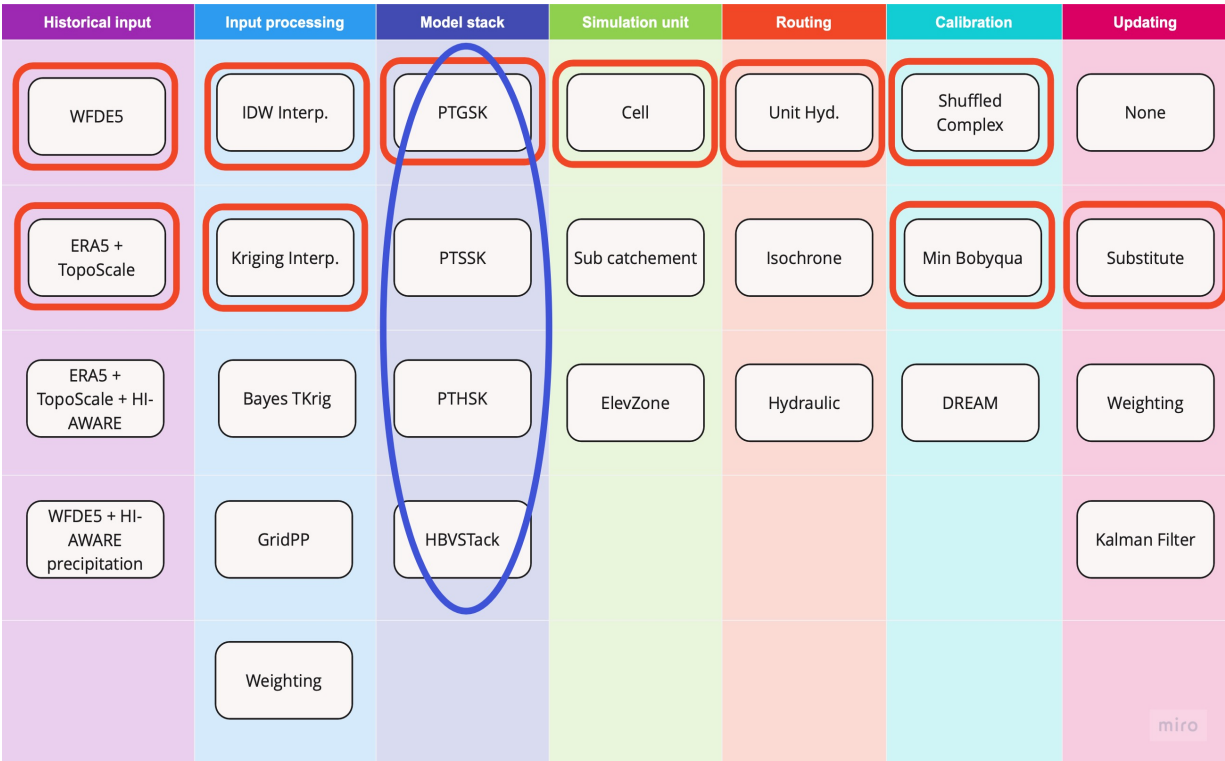 Historical input
Input processing
Model stack
Simulation unit
Routing
Calibration
Updating
WFDE5
IDW Interp.
PTGSK
Cell
Unit Hyd.
Shuffled
Complex
None
ERA5 +
TopoScale
Kriging Interp.
PTSSK
Sub catchement
Isochrone
Min Bobyqua
Substitute
ERA5 +
TopoScale + HI-
AWARE
Bayes TKrig
PTHSK
ElevZone
Hydraulic
DREAM
Weighting
WFDE5 + HI-
AWARE
precipitation
GridPP
HBVSTack
Kalman Filter
Weighting
miro